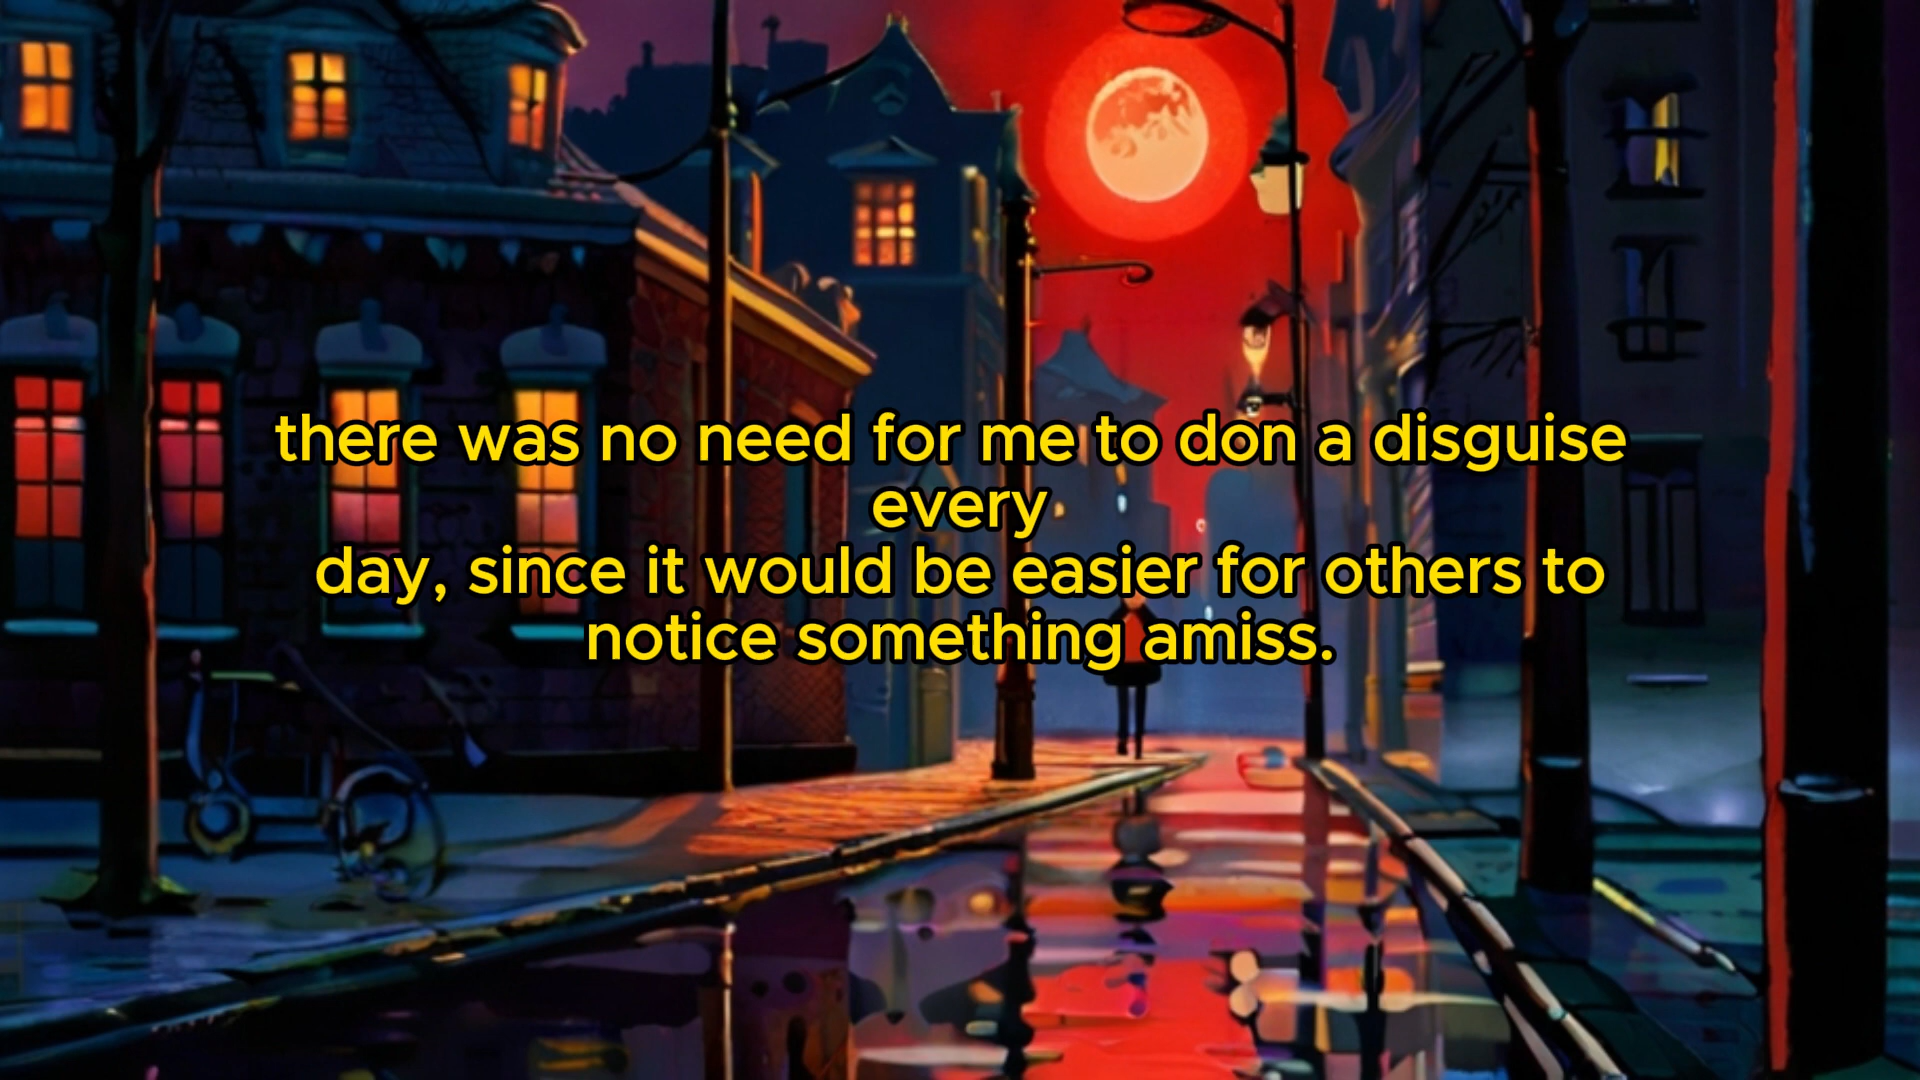 there was no need for me to don a disguise
every
day, since it would be easier for others to
notice something amiss.